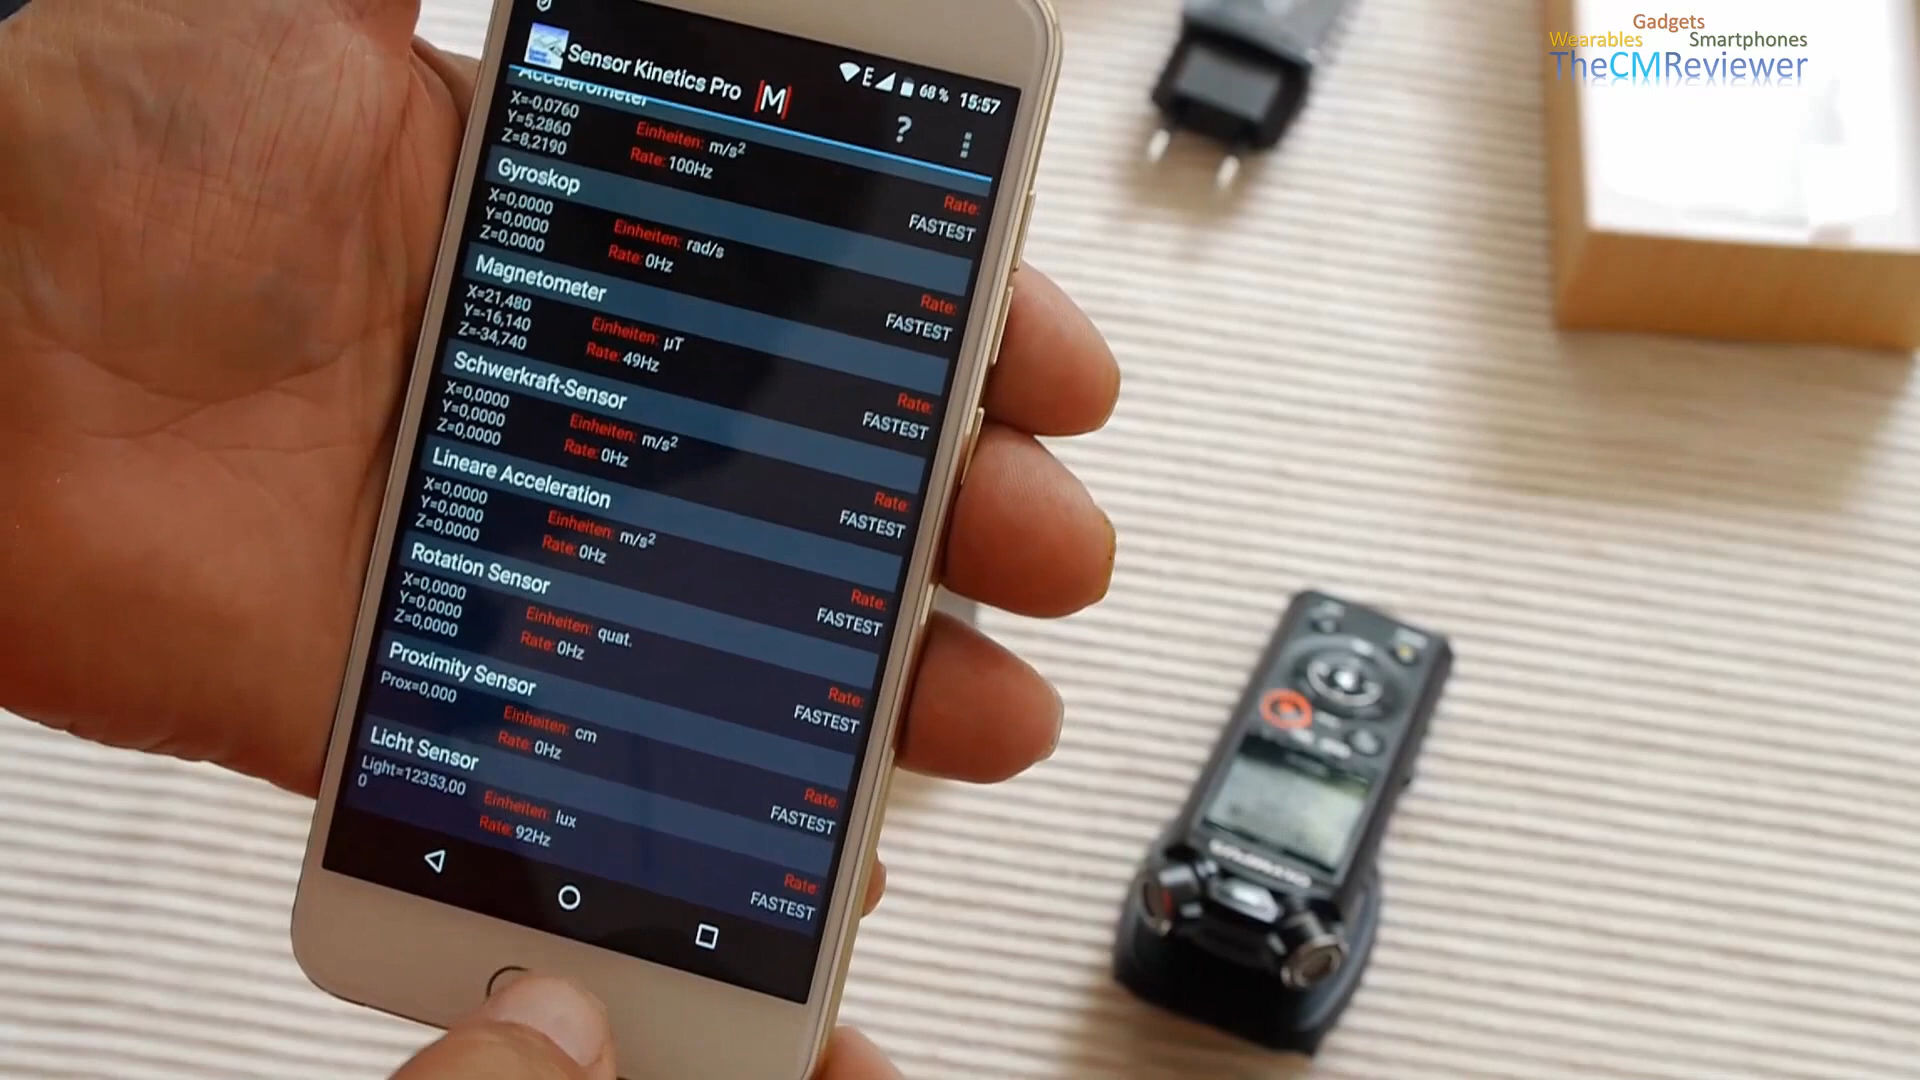 Gadgets
Wearables Smartphones
TheCMReviewer
Sensor Kinetics Pro |M|
E 68% 15:57
?
Accelerometer
X=-0,0760
Y=5,2860
Z=8,2190
Einheiten: m/s²
Rate: 100Hz
Rate:
FASTEST
Gyroskop
X=0,0000
Y=0,0000
Z=0,0000
Einheiten: rad/s
Rate: 0Hz
Rate:
FASTEST
Magnetometer
X=21,480
Y=-16,140
Z=-34,740
Einheiten: µT
Rate: 49Hz
Rate:
FASTEST
Schwerkraft-Sensor
X=0,0000
Y=0,0000
Z=0,0000
Einheiten: m/s²
Rate: 0Hz
Rate:
FASTEST
Lineare Acceleration
X=0,0000
Y=0,0000
Z=0,0000
Einheiten: m/s²
Rate: 0Hz
Rate:
FASTEST
Rotation Sensor
X=0,0000
Y=0,0000
Z=0,0000
Einheiten: quat.
Rate: 0Hz
Rate:
FASTEST
Proximity Sensor
Prox=0,000
Einheiten: cm
Rate: 0Hz
Rate:
FASTEST
Licht Sensor
Light=12353,00
0
Einheiten: lux
Rate: 92Hz
Rate:
FASTEST